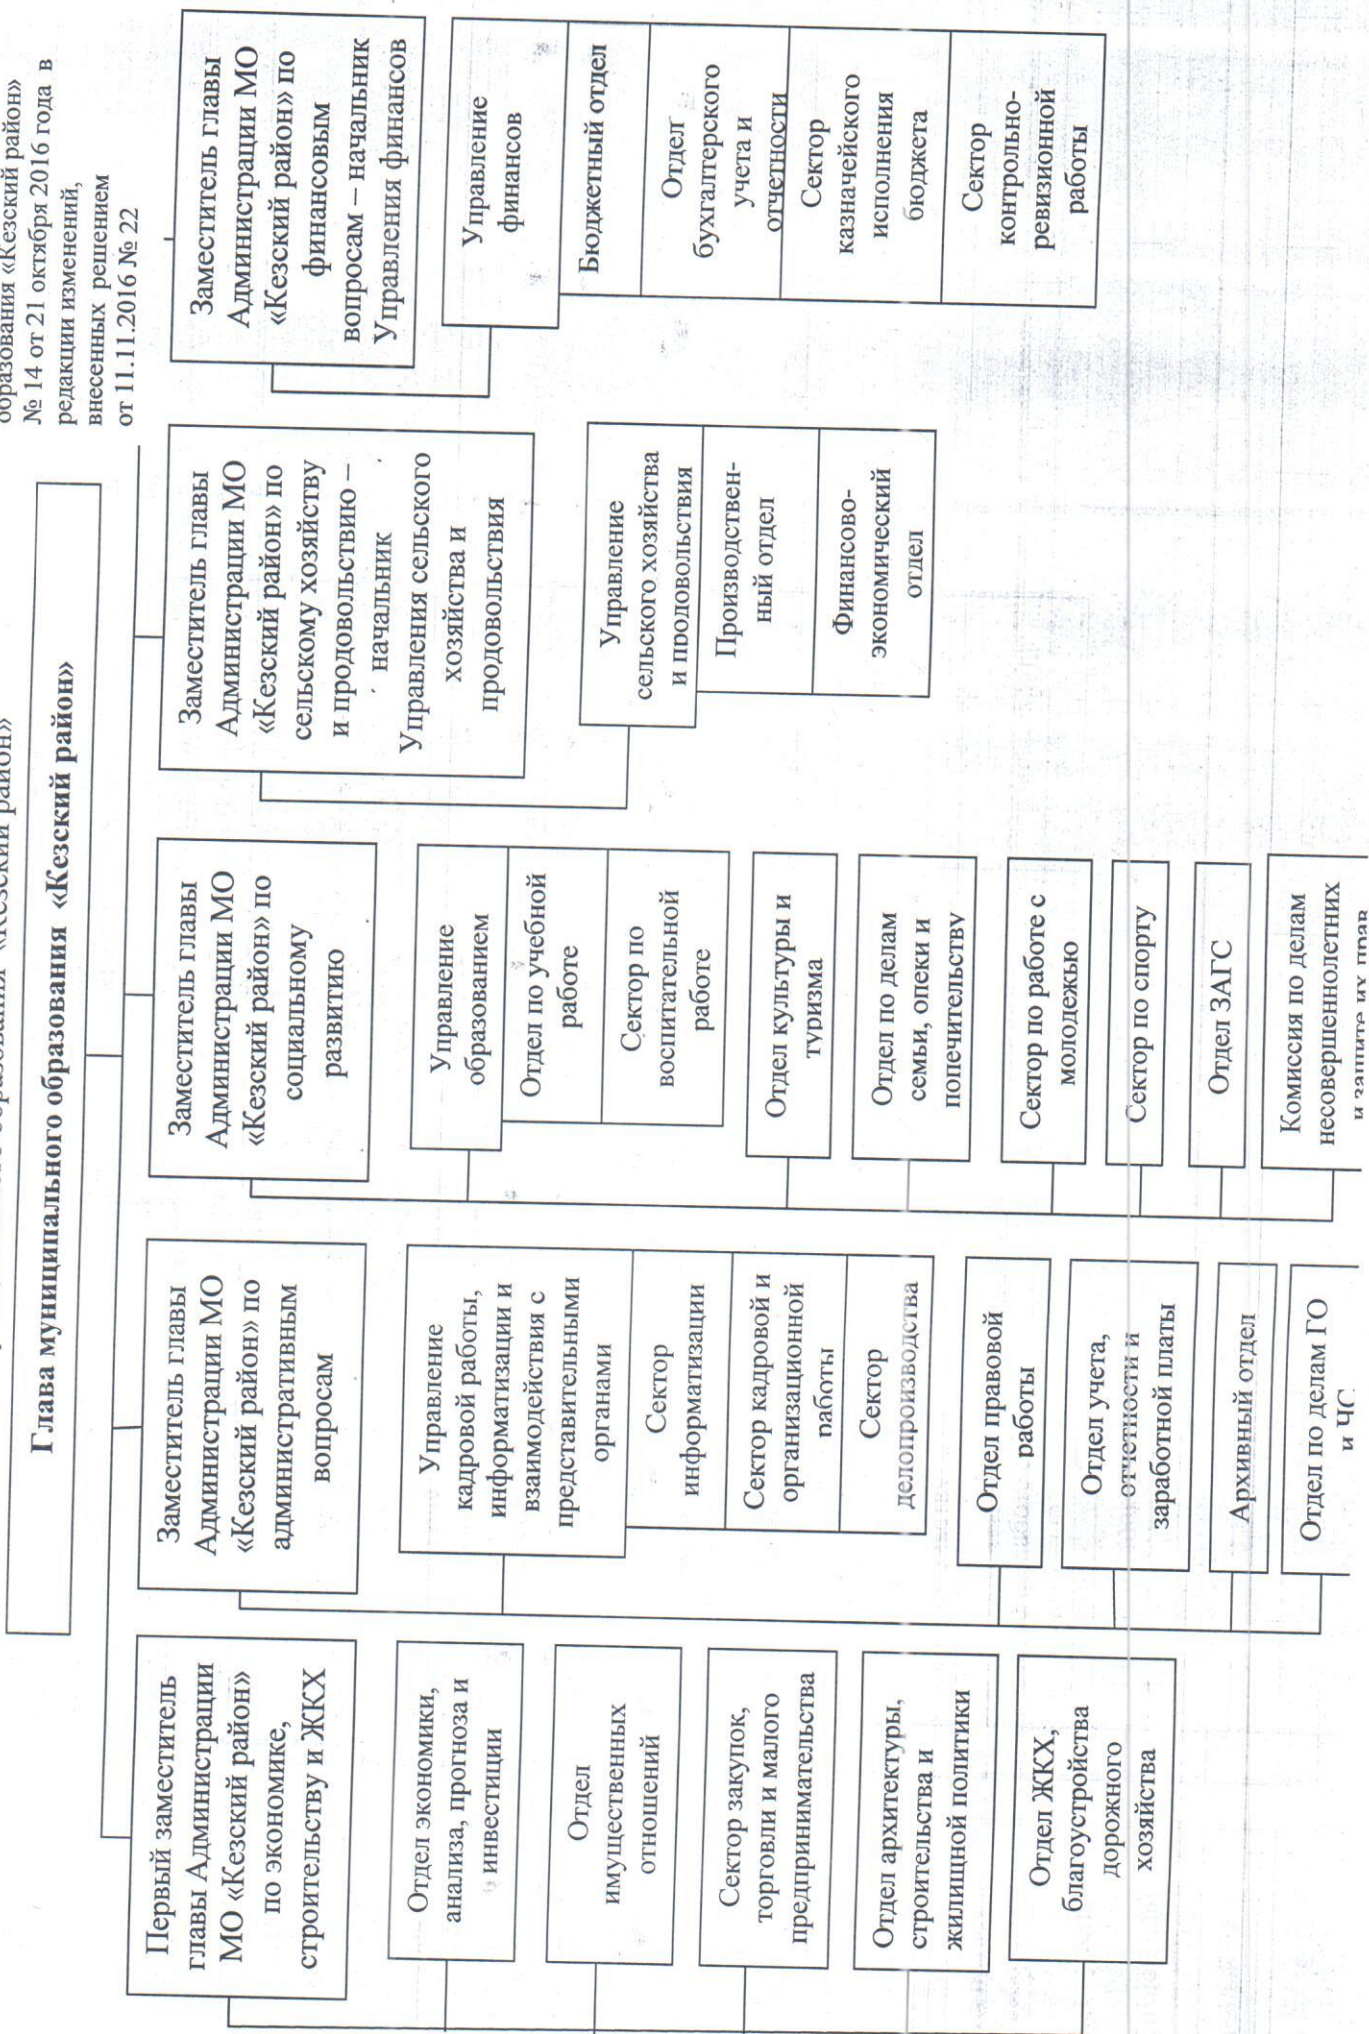 образования «Кезский район»
№ 14 от 21 октября 2016 года в
редакции изменений,
внесенных решением
от 11.11.2016 № 22
образования «Кезский район»
Глава муниципального образования «Кезский район»
Первый заместитель
главы Администрации
МО «Кезский район»
по экономике,
строительству и ЖКХ
Отдел экономики,
анализа, прогноза и
инвестиции
Отдел
имущественных
отношений
Сектор закупок,
торговли и малого
предпринимательства
Отдел архитектуры,
строительства и
жилищной политики
Отдел ЖКХ,
благоустройства
дорожного
хозяйства
Заместитель главы
Администрации МО
«Кезский район» по
административным
вопросам
Управление
кадровой работы,
информатизации и
взаимодействия с
представительными
органами
Сектор
информатизации
Сектор кадровой и
организационной
работы
Сектор
делопроизводства
Отдел правовой
работы
Отдел учета,
отчетности и
заработной платы
Архивный отдел
Отдел по делам ГО
и ЧС
Заместитель главы
Администрации МО
«Кезский район» по
социальному
развитию
Управление
образованием
Отдел по учебной
работе
Сектор по
воспитательной
работе
Отдел культуры и
туризма
Отдел по делам
семьи, опеки и
попечительству
Сектор по работе с
молодежью
Сектор по спорту
Отдел ЗАГС
Комиссия по делам
несовершеннолетних
и защите их прав
Заместитель главы
Администрации МО
«Кезский район» по
сельскому хозяйству
и продовольствию –
начальник
Управления сельского
хозяйства и
продовольствия
Управление
сельского хозяйства
и продовольствия
Производствен-
ный отдел
Финансово-
экономический
отдел
Заместитель главы
Администрации МО
«Кезский район» по
финансовым
вопросам – начальник
Управления финансов
Управление
финансов
Бюджетный отдел
Отдел
бухгалтерского
учета и
отчетности
Сектор
казначейского
исполнения
бюджета
Сектор
контрольно-
ревизионной
работы